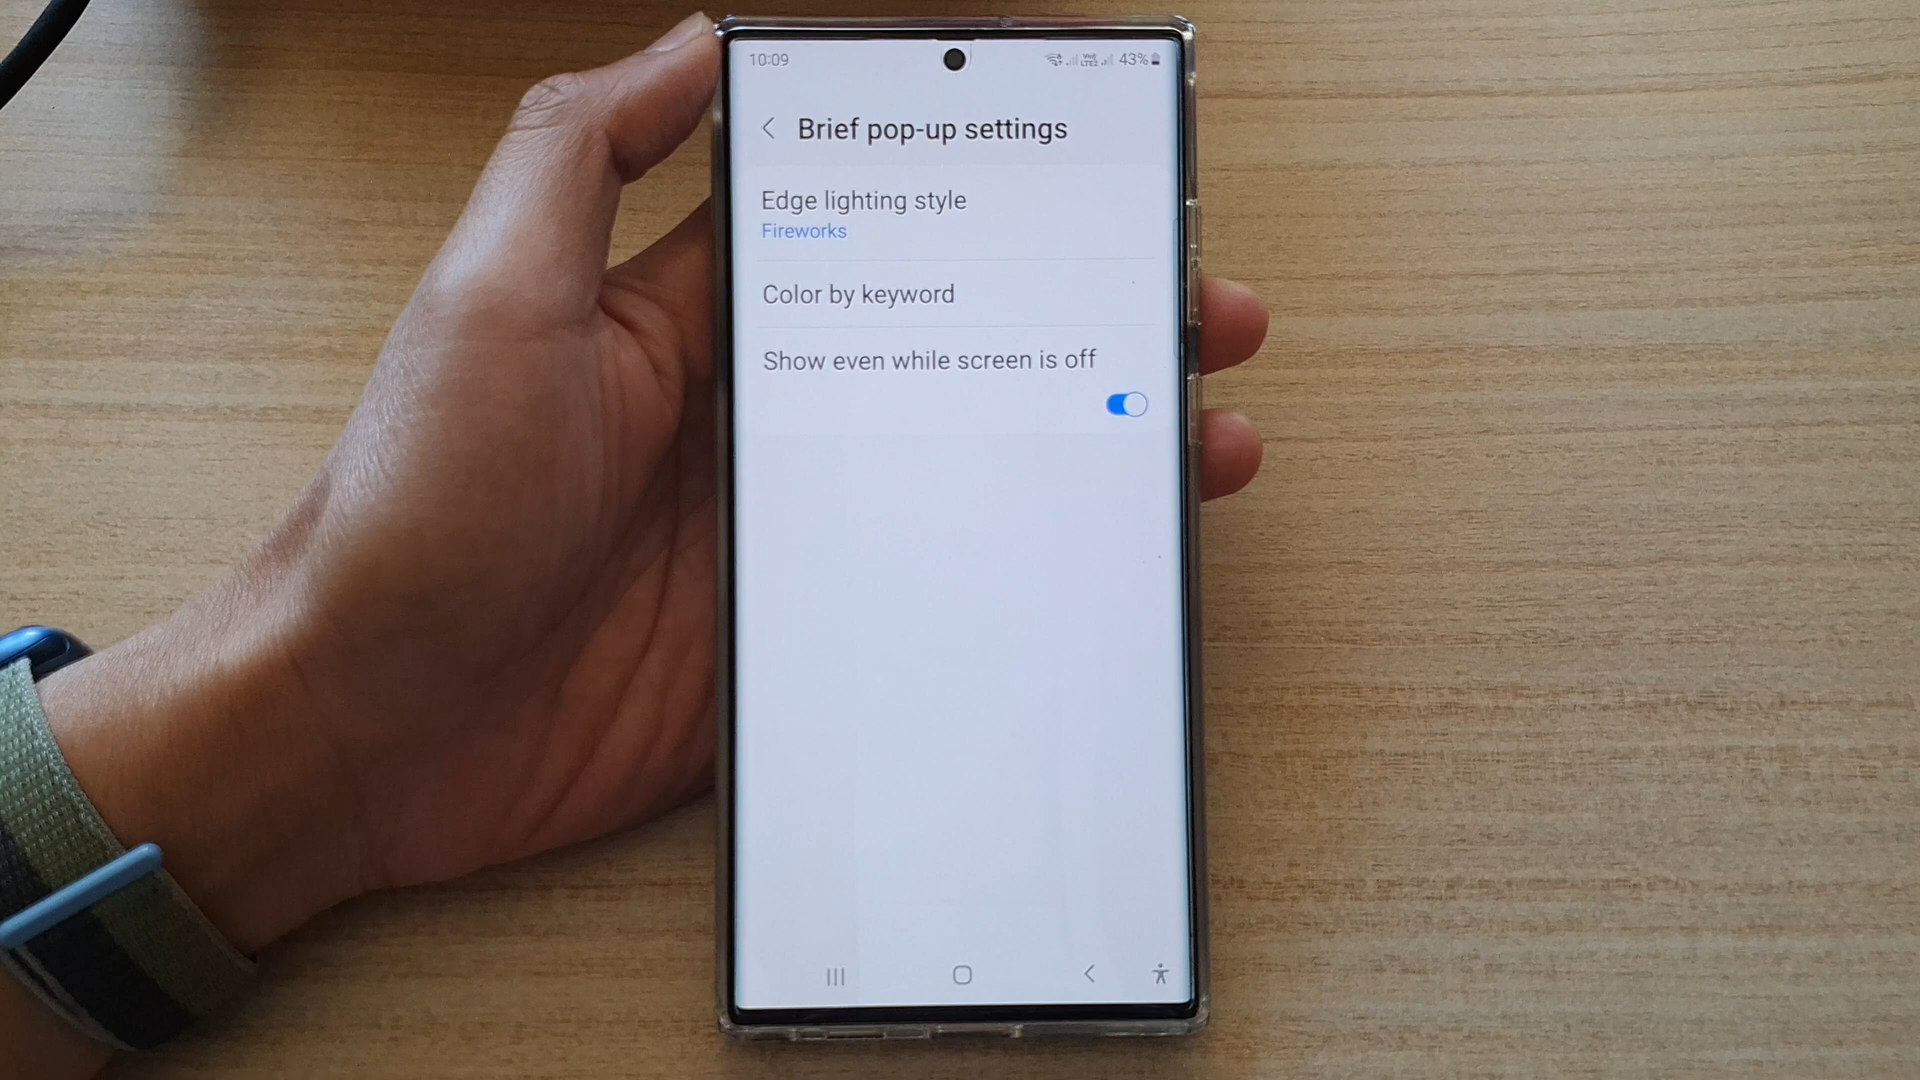 10:09
43%
Brief pop-up settings
Edge lighting style
Fireworks
Color by keyword
Show even while screen is off